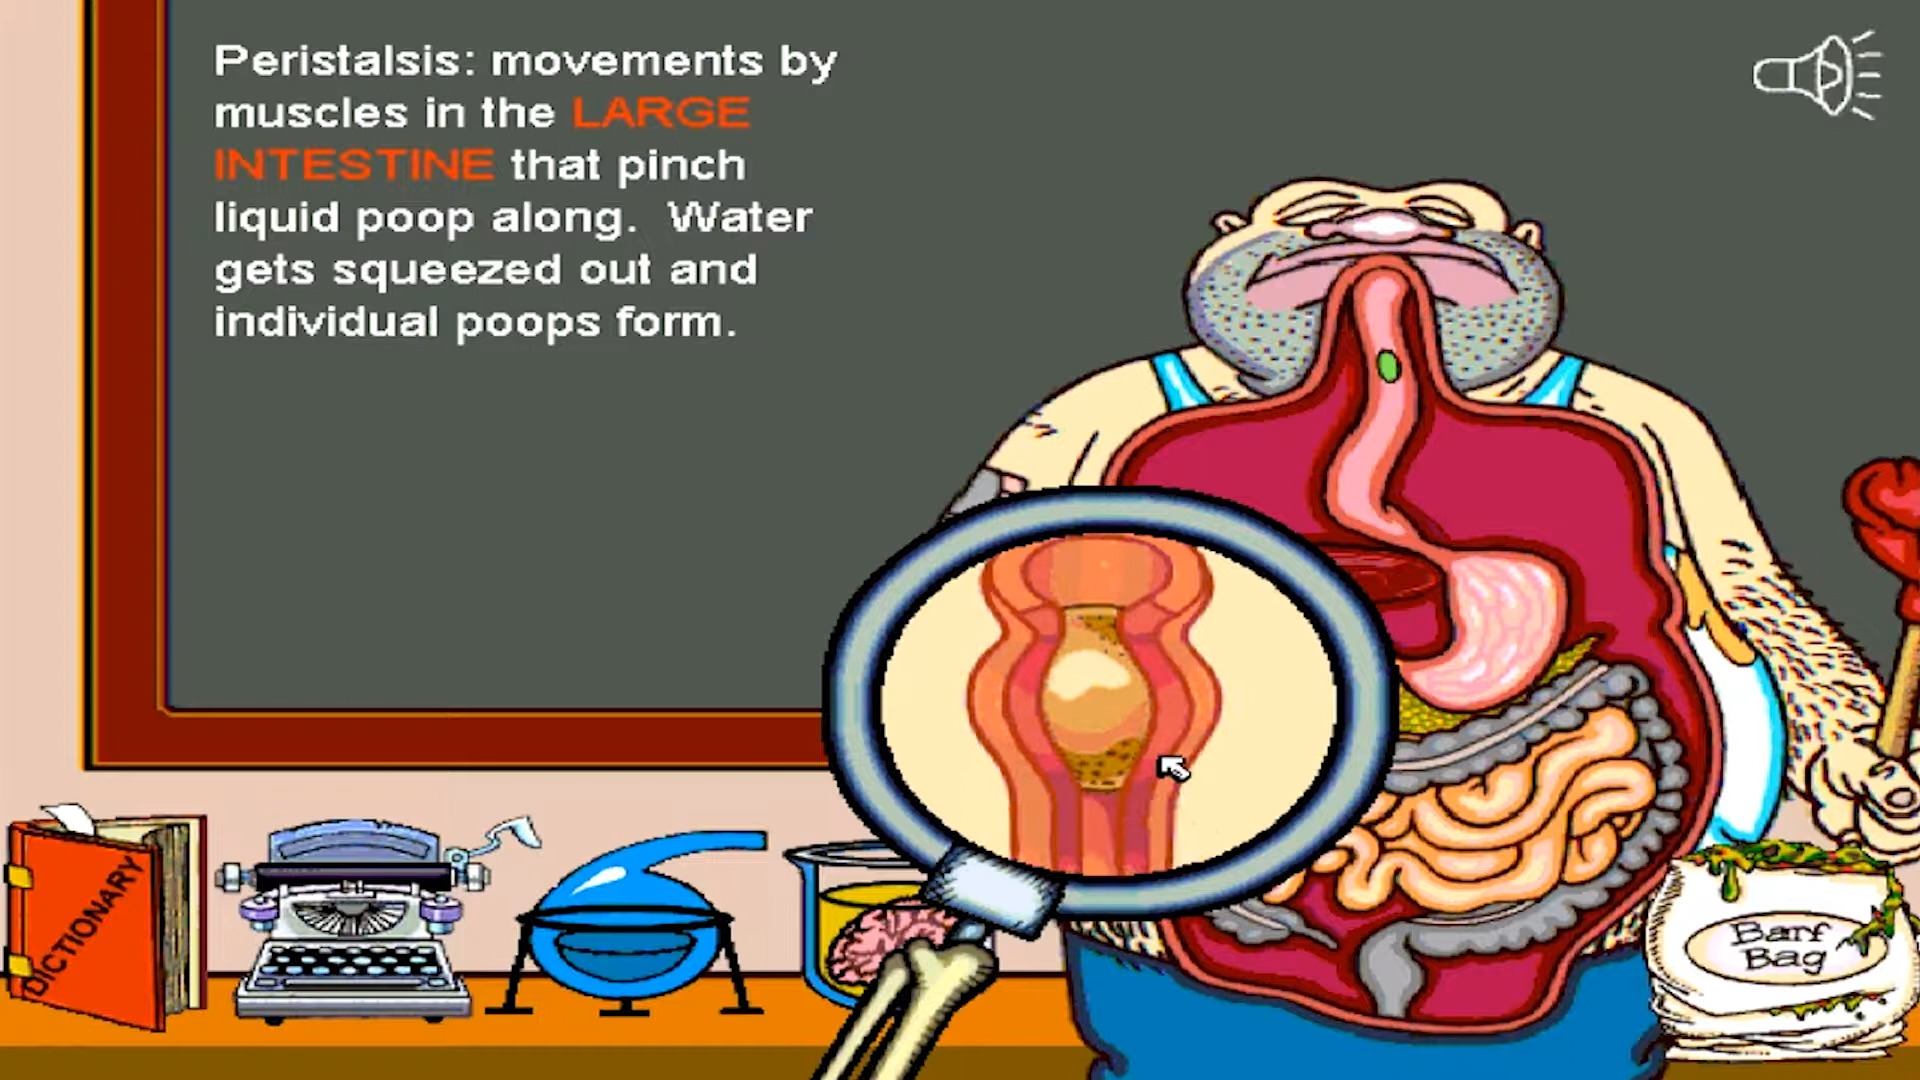 Peristalsis: movements by
muscles in the LARGE
INTESTINE that pinch
liquid poop along. Water
gets squeezed out and
individual poops form.
DICTIONARY
Barf
Bag